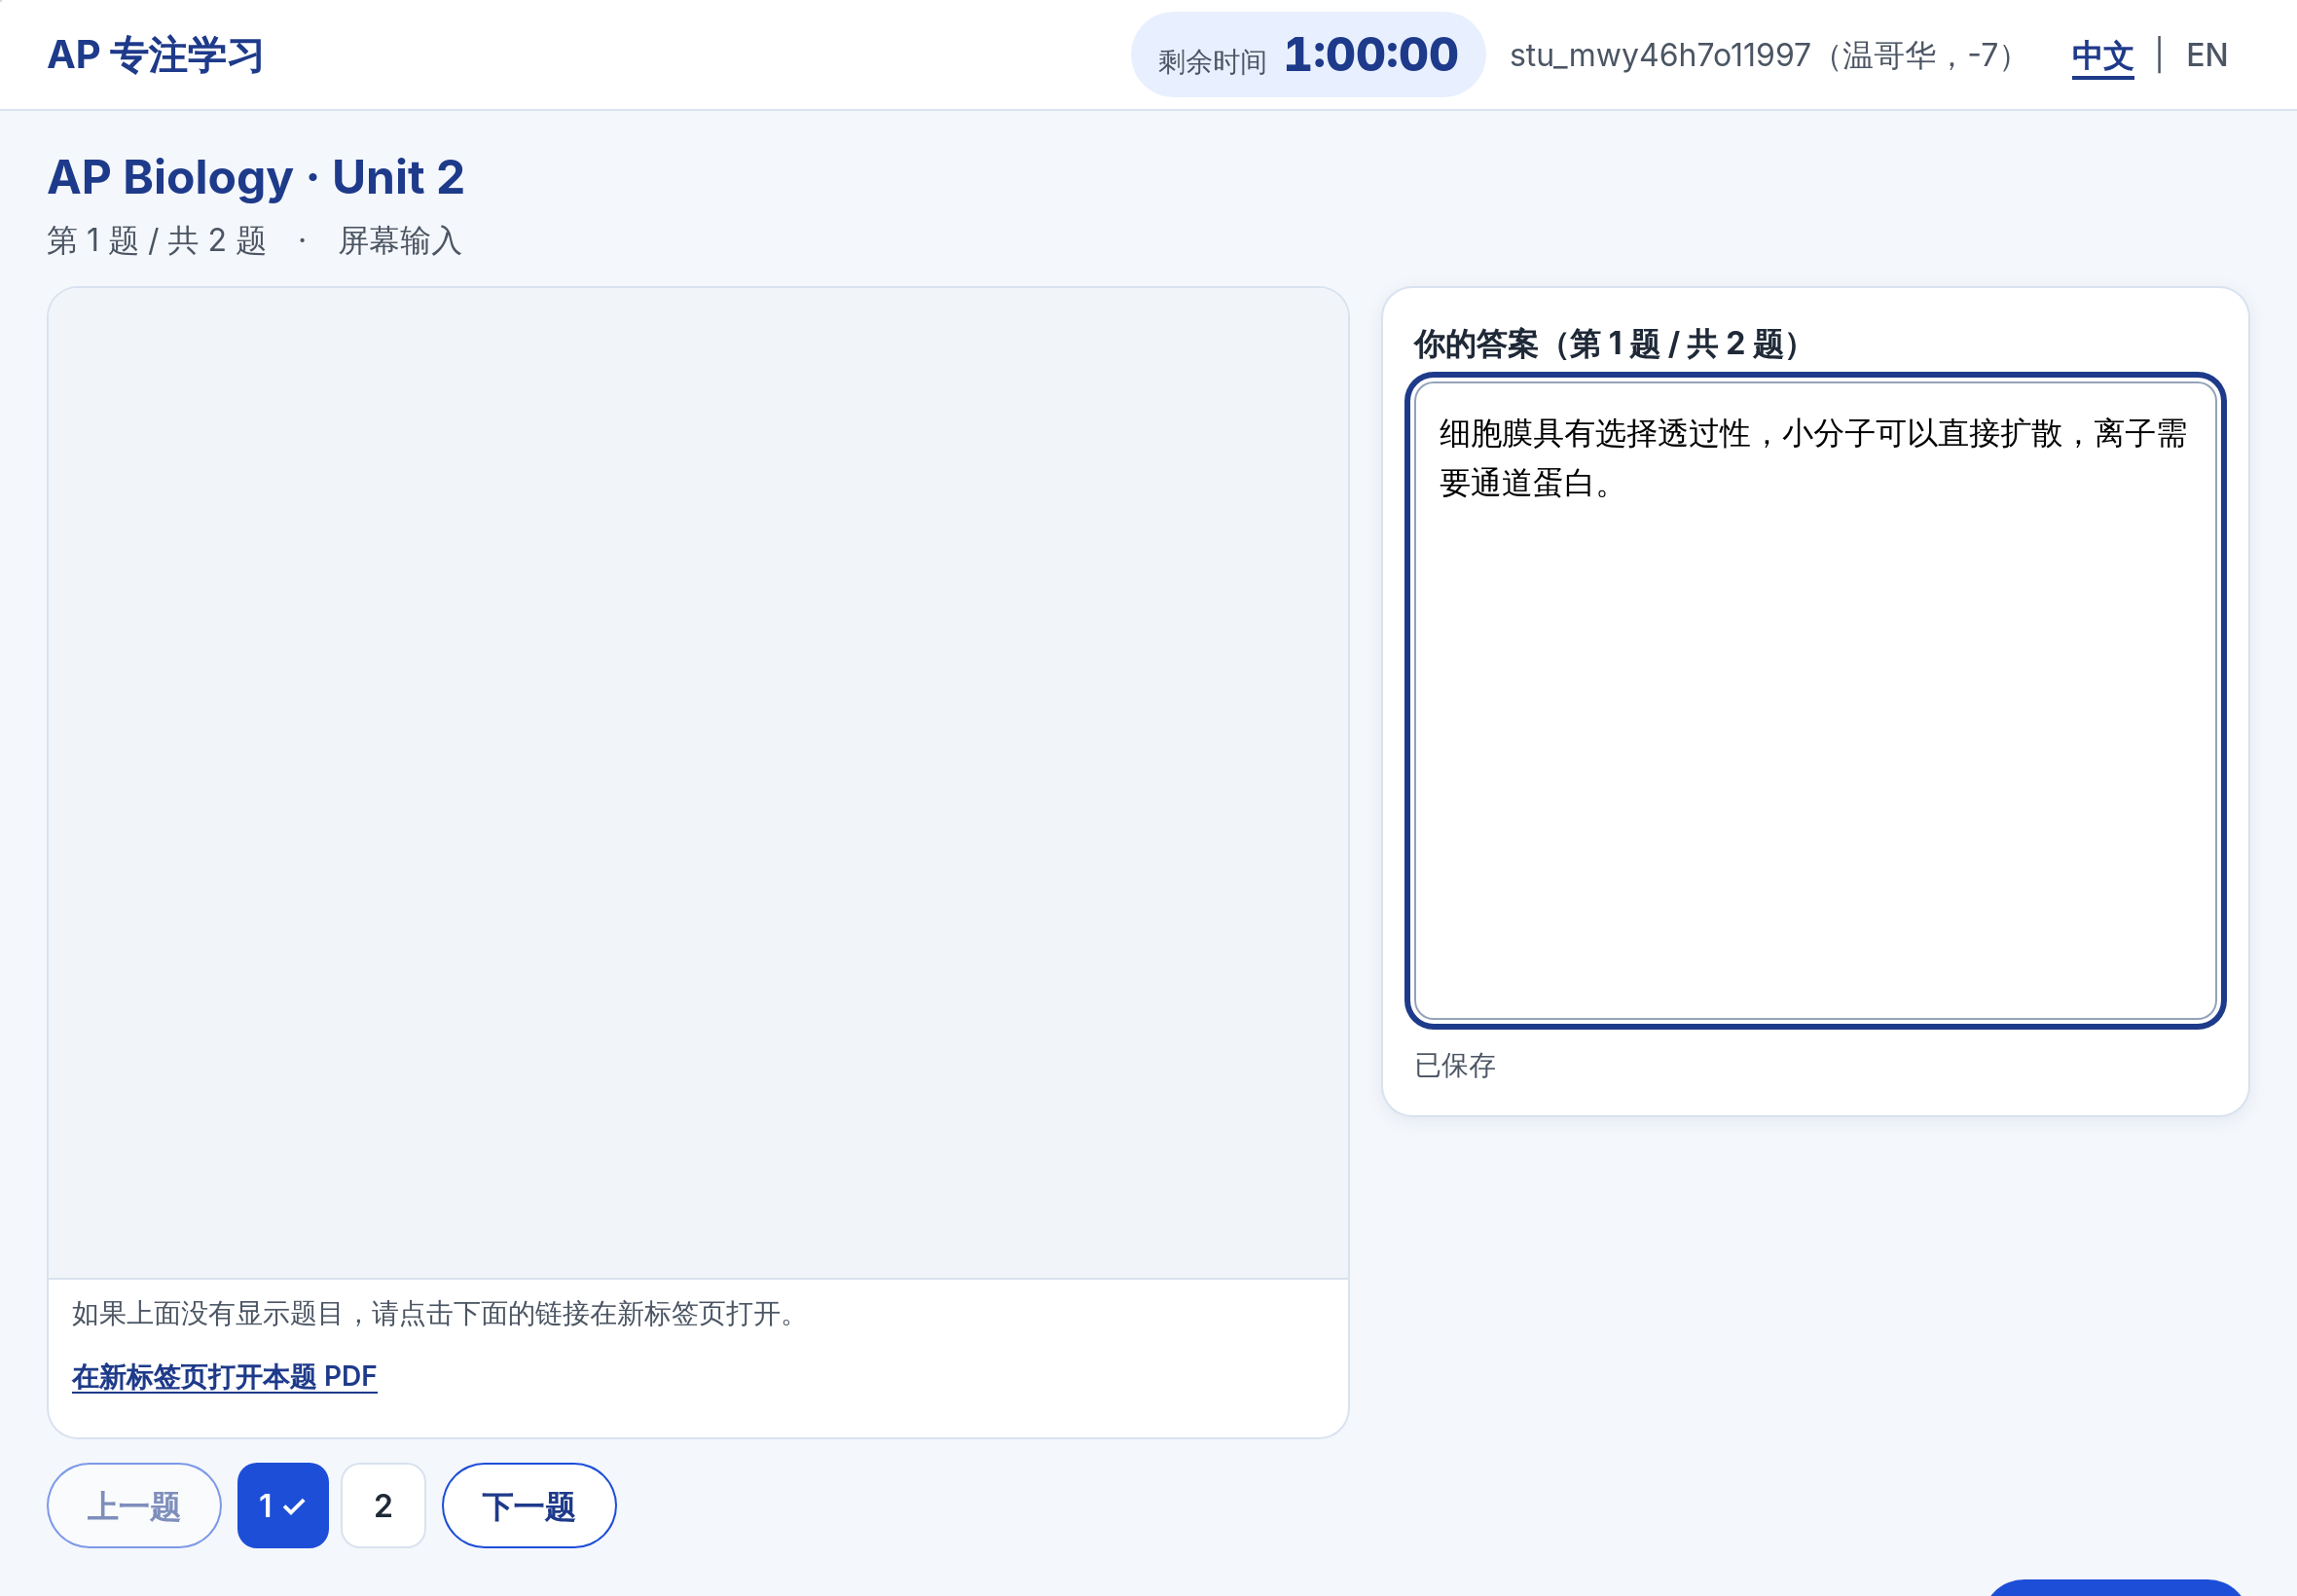 AP 专注学习
剩余时间 1:00:00
stu_mwy46h7o11997（温哥华，-7）
中文 | EN
AP Biology · Unit 2
第 1 题 / 共 2 题 · 屏幕输入
你的答案（第 1 题 / 共 2 题）
细胞膜具有选择透过性，小分子可以直接扩散，离子需
要通道蛋白。
已保存
如果上面没有显示题目，请点击下面的链接在新标签页打开。
在新标签页打开本题 PDF
上一题
1 ✓
2
下一题